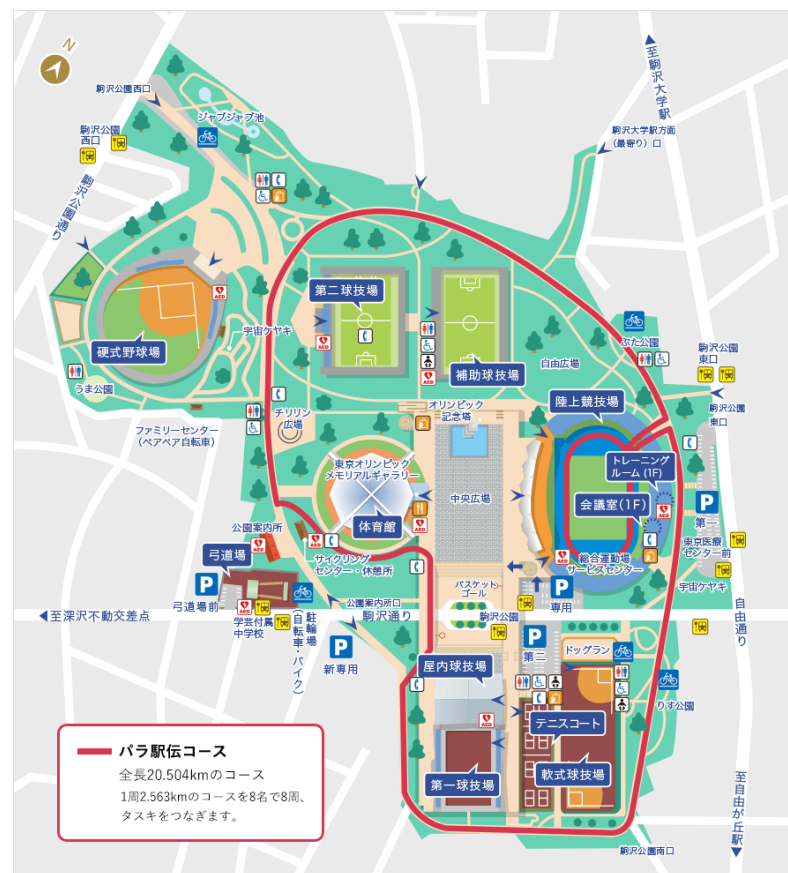 N
駒沢公園西口
ジャブジャブ池
駒沢公園
西口
駒沢公園通り
至駒沢大学駅
駒沢大学駅方面
(最寄り)口
第二球技場
AED
硬式野球場
宇宙ケヤキ
うま公園
補助球技場
自由広場
ぶた公園
駒沢公園
東口
駒沢公園
東口
ファミリーセンター
(ペアペア自転車)
チリリン
広場
オリンピック
記念塔
陸上競技場
東京オリンピック
メモリアルギャラリー
中央広場
トレーニング
ルーム(1F)
会議室(1F)
体育館
P
第一
東京医療
センター前
公園案内所
サイクリング
センター・休憩所
総合運動場
サービスセンター
宇宙ケヤキ
弓道場
P
弓道場前
バスケット
ゴール
P
専用
自由通り
至深沢不動交差点
学芸付属
中学校
駐輪場
(自転車・バイク)
公園案内所口
駒沢通り
駒沢公園
P
新専用
P
第二
ドッグラン
屋内球技場
りす公園
テニスコート
軟式球技場
第一球技場
至自由が丘駅
駒沢公園南口
パラ駅伝コース
全長20.504kmのコース
1周2.563kmのコースを8名で8周、
タスキをつなぎます。